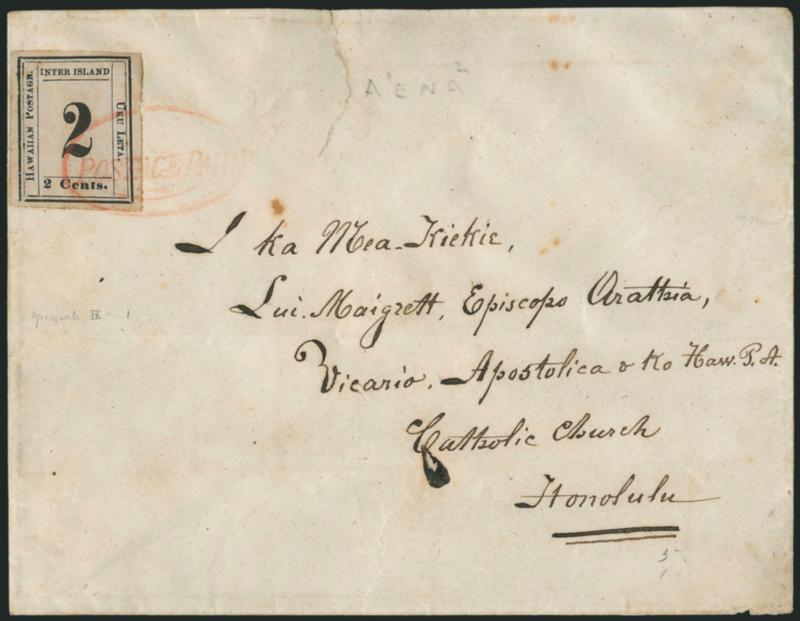 INTER ISLAND
HAWAIIAN POSTAGE.
2
UKU LETA.
2 Cents.
POSTAGE PAID
A'ENA
I ka Mea-Kiekie,
Lui. Maigrett, Episcopo Arathia,
Vicario. Apostolica o Ko Haw. P. A.
Catholic Church
Honolulu
5